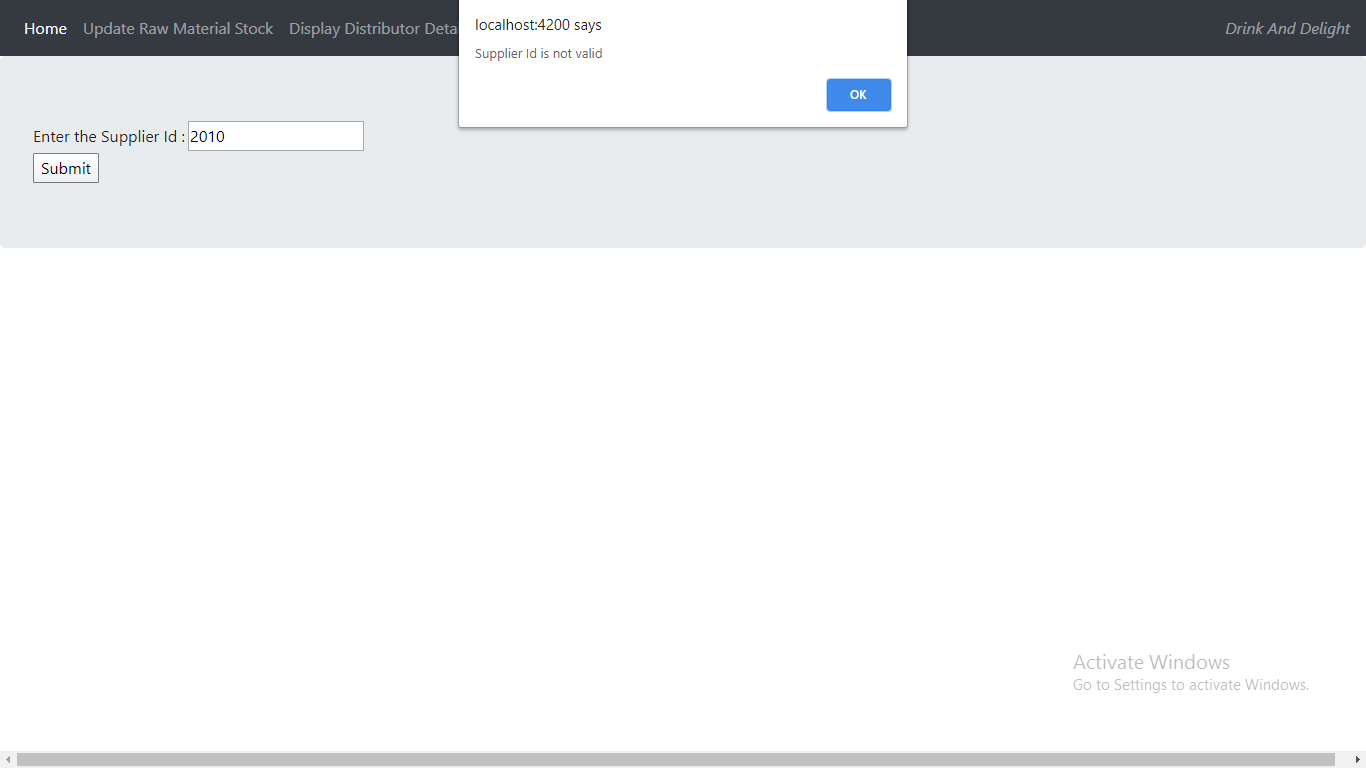 Home Update Raw Material Stock Display Distributor Deta
Drink And Delight
localhost:4200 says
Supplier Id is not valid
OK
Enter the Supplier Id : 2010
Submit
Activate Windows
Go to Settings to activate Windows.